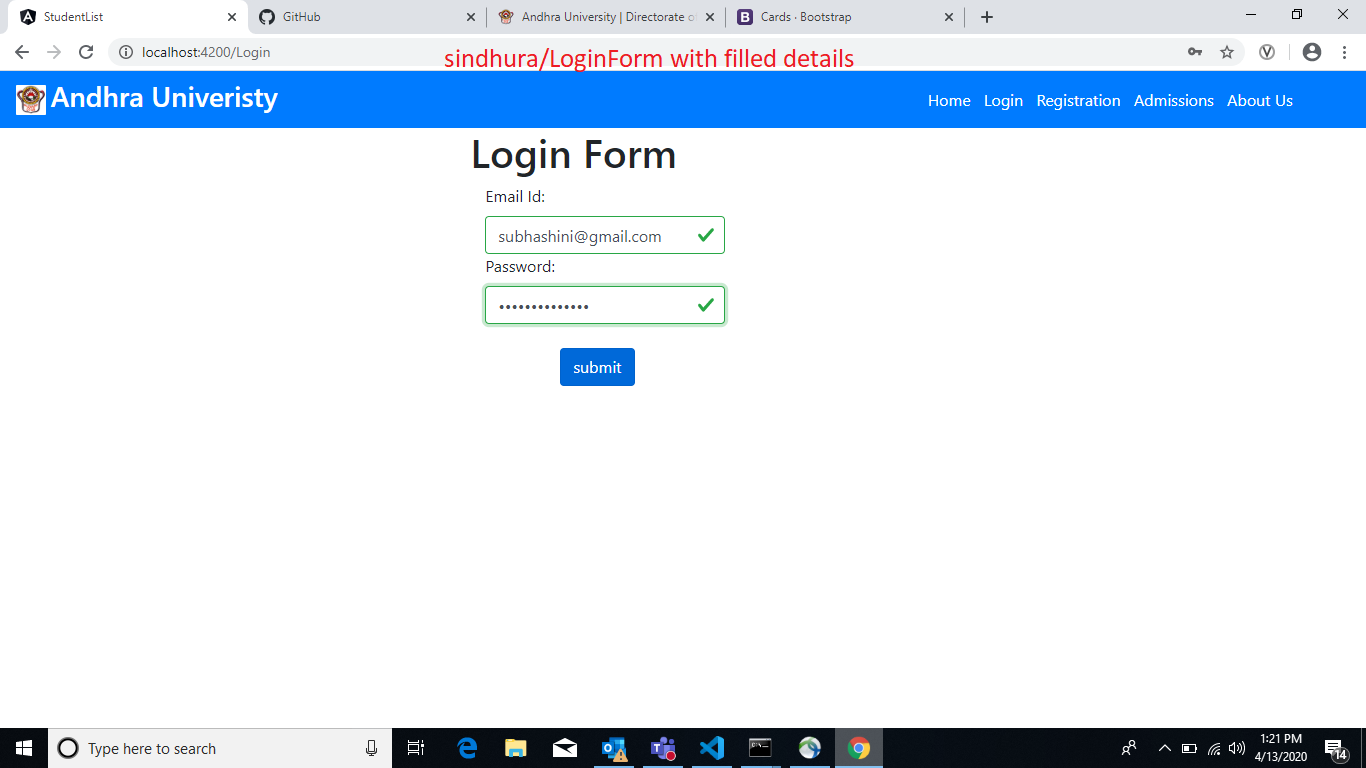 StudentList
GitHub
Andhra University | Directorate o
Cards · Bootstrap
localhost:4200/Login
sindhura/LoginForm with filled details
Andhra Univeristy
Home Login Registration Admissions About Us
Login Form
Email Id:
subhashini@gmail.com
Password:
••••••••••••••
submit
Type here to search
1:21 PM
4/13/2020
14